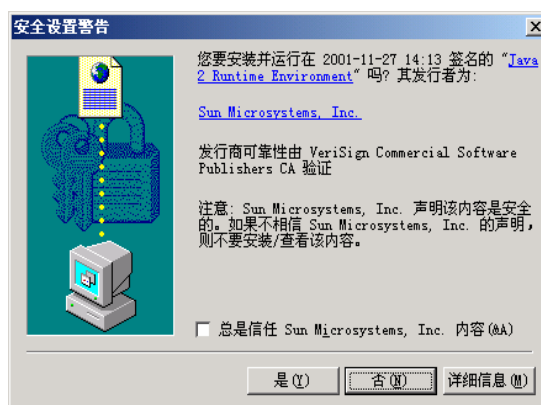 安全设置警告
您要安装并运行在 2001-11-27 14:13 签名的 “Java
2 Runtime Environment” 吗? 其发行者为:
Sun Microsystems, Inc.
发行商可靠性由 VeriSign Commercial Software
Publishers CA 验证
注意: Sun Microsystems, Inc. 声明该内容是安全
的。如果不相信 Sun Microsystems, Inc. 的声明,
则不要安装/查看该内容。
总是信任 Sun Microsystems, Inc. 内容(&A)
是(Y) 否(N) 详细信息(M)